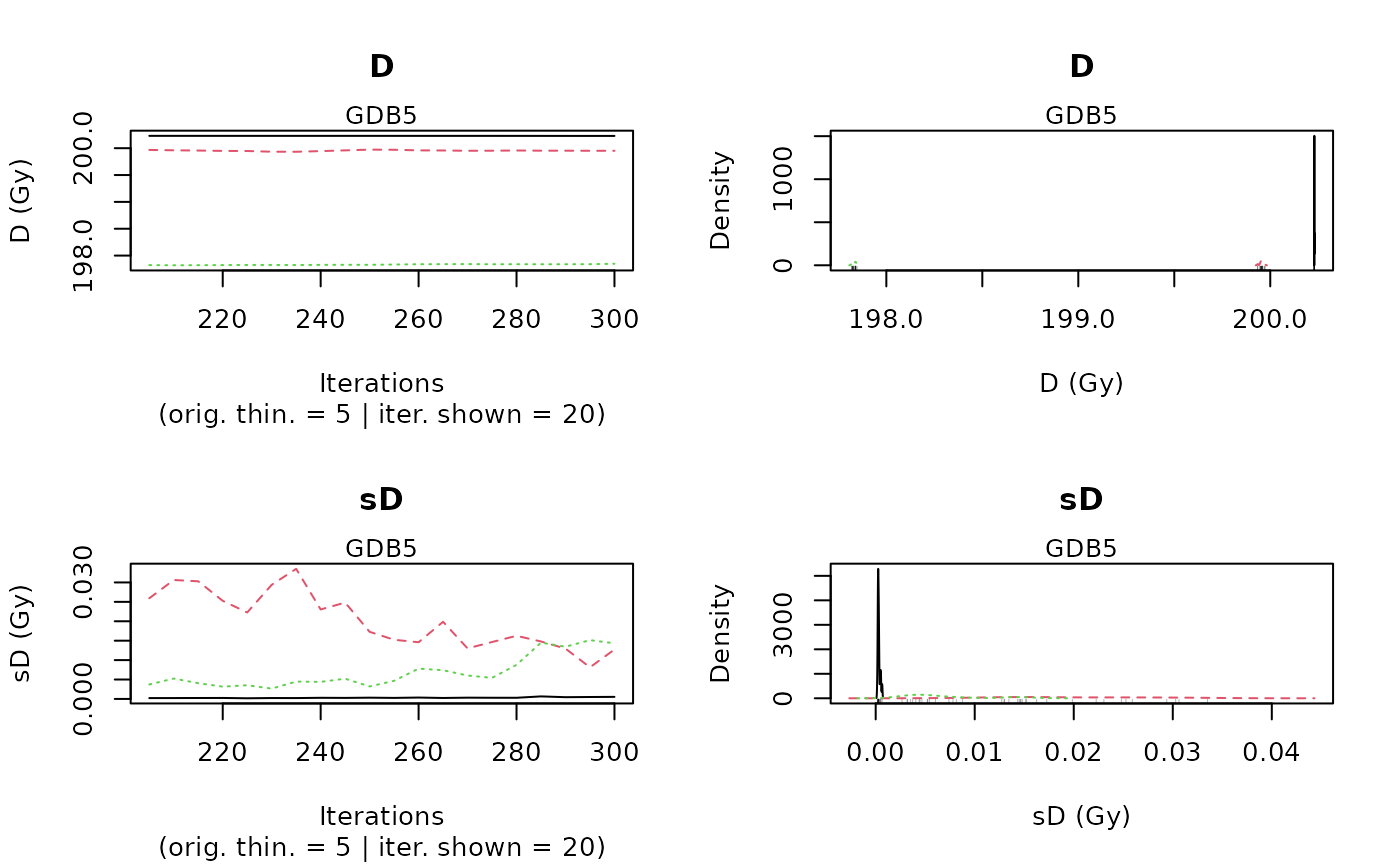 D
GDB5
D (Gy)
198.0 200.0
220 240 260 280 300
Iterations
(orig. thin. = 5 | iter. shown = 20)
D
GDB5
Density
0 1000
198.0 199.0 200.0
D (Gy)
sD
GDB5
sD (Gy)
0.000 0.030
220 240 260 280 300
Iterations
(orig. thin. = 5 | iter. shown = 20)
sD
GDB5
Density
0 3000
0.00 0.01 0.02 0.03 0.04
sD (Gy)